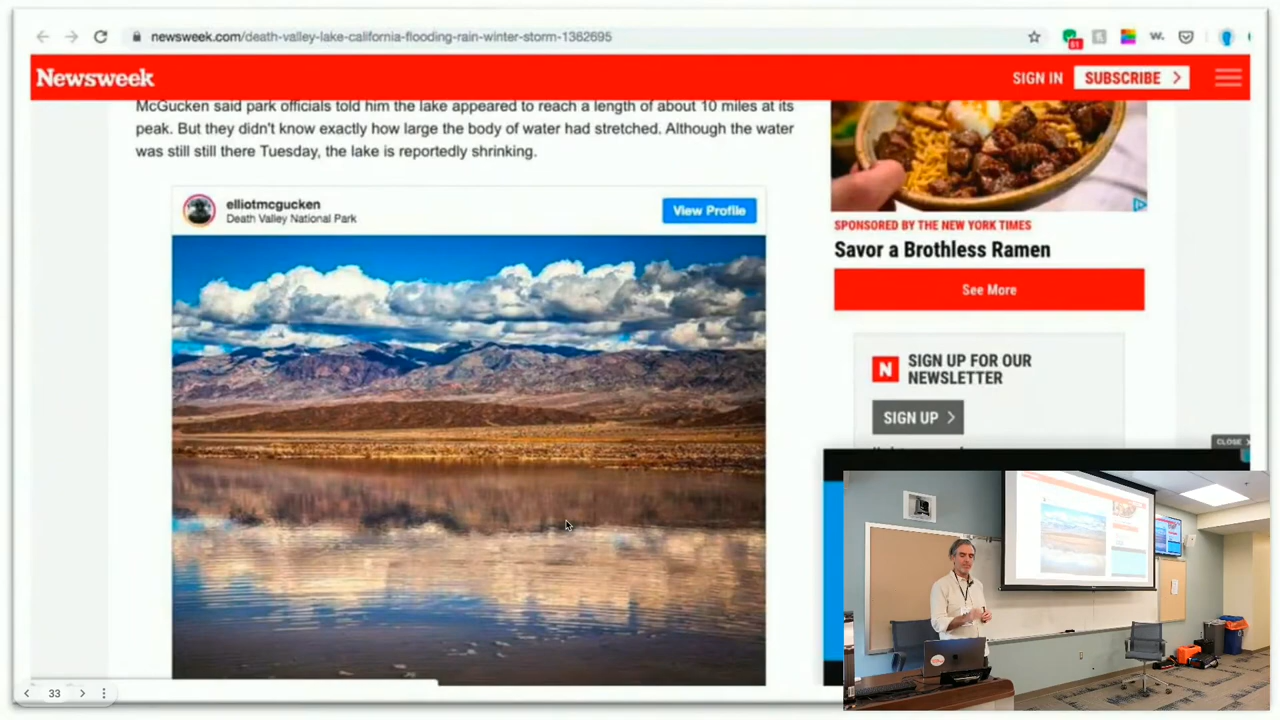 newsweek.com/death-valley-lake-california-flooding-rain-winter-storm-1362695
51
w.
Newsweek
SIGN IN
SUBSCRIBE
McGucken said park officials told him the lake appeared to reach a length of about 10 miles at its
peak. But they didn't know exactly how large the body of water had stretched. Although the water
was still still there Tuesday, the lake is reportedly shrinking.
elliotmcgucken
Death Valley National Park
View Profile
SPONSORED BY THE NEW YORK TIMES
Savor a Brothless Ramen
See More
N
SIGN UP FOR OUR
NEWSLETTER
SIGN UP
CLOSE
33